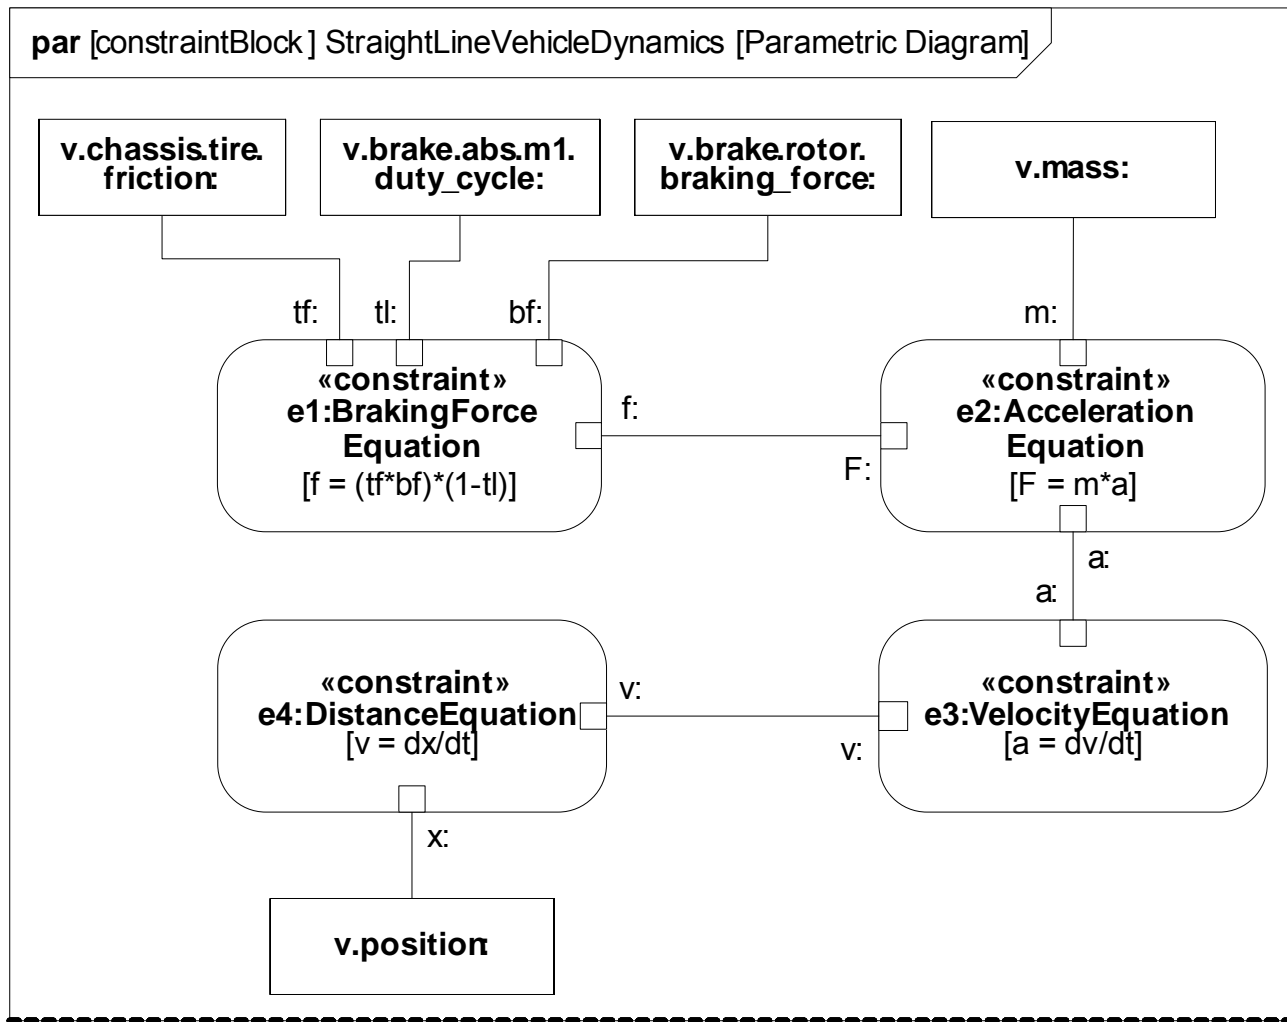 par [constraintBlock] StraightLineVehicleDynamics [Parametric Diagram]
v.chassis.tire.
friction:
v.brake.abs.m1.
duty_cycle:
v.brake.rotor.
braking_force:
v.mass:
tf:
tl:
bf:
m:
«constraint»
e1:BrakingForce
Equation
[f = (tf*bf)*(1-tl)]
f:
F:
«constraint»
e2:Acceleration
Equation
[F = m*a]
a:
a:
«constraint»
e4:DistanceEquation
[v = dx/dt]
v:
v:
«constraint»
e3:VelocityEquation
[a = dv/dt]
x:
v.position: